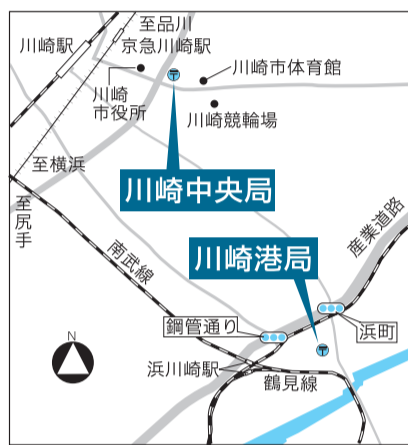 至品川
川崎駅
京急川崎駅
川崎市体育館
川崎
市役所
川崎競輪場
至横浜
川崎中央局
至尻手
産業道路
南武線
川崎港局
鋼管通り
浜町
N
浜川崎駅
鶴見線